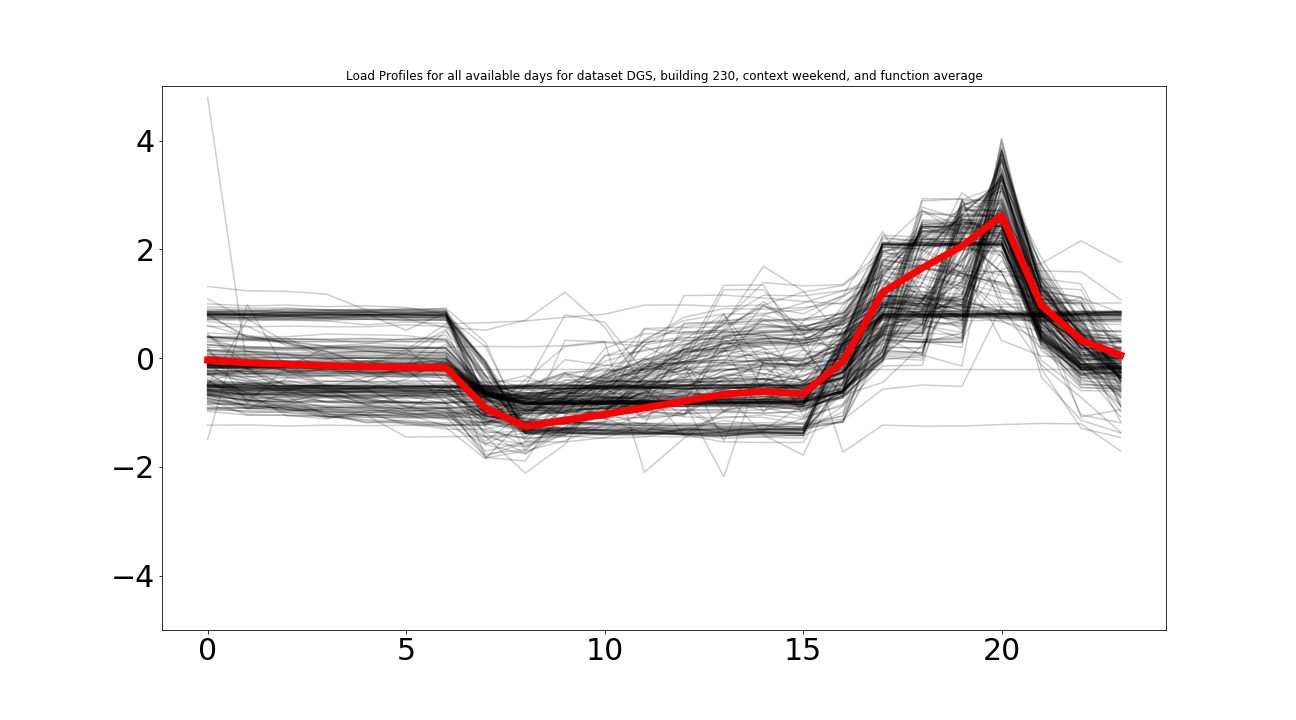 Load Profiles for all available days for dataset DGS, building 230, context weekend, and function average
4
2
0
−2
−4
0 5 10 15 20